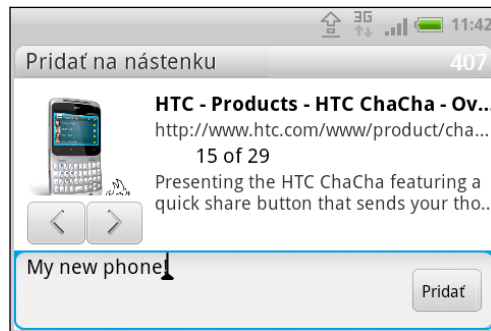 3G 11:42
Pridať na nástenku 407
HTC - Products - HTC ChaCha - Ov...
http://www.htc.com/www/product/cha...
15 of 29
Presenting the HTC ChaCha featuring a
quick share button that sends your tho...
My new phone!
Pridať